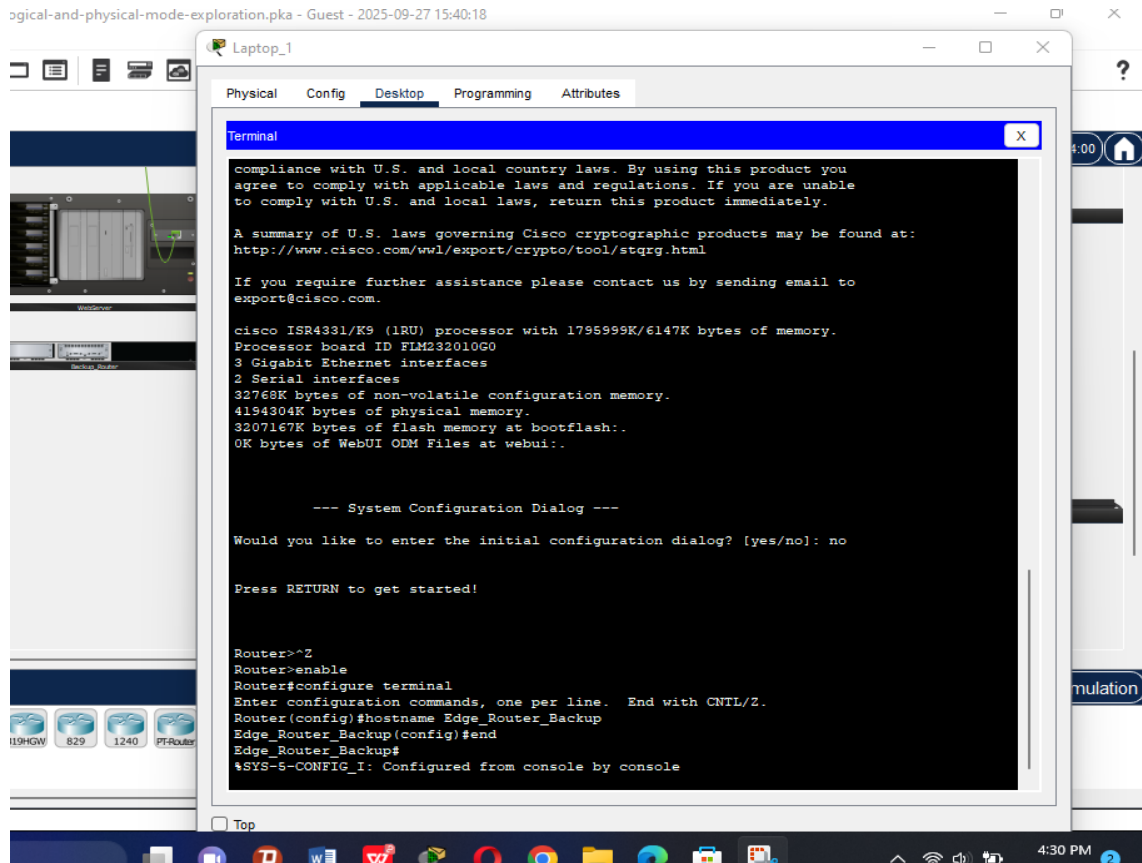 ogical-and-physical-mode-exploration.pka - Guest - 2025-09-27 15:40:18
Laptop_1
?
Physical Config Desktop Programming Attributes
Terminal
X
4:00
compliance with U.S. and local country laws. By using this product you
agree to comply with applicable laws and regulations. If you are unable
to comply with U.S. and local laws, return this product immediately.
A summary of U.S. laws governing Cisco cryptographic products may be found at:
http://www.cisco.com/wwl/export/crypto/tool/stqrg.html
If you require further assistance please contact us by sending email to
export@cisco.com.
WebServer
cisco ISR4331/K9 (1RU) processor with 1795999K/6147K bytes of memory.
Processor board ID FLM232010G0
3 Gigabit Ethernet interfaces
Backup_Router
2 Serial interfaces
32768K bytes of non-volatile configuration memory.
4194304K bytes of physical memory.
3207167K bytes of flash memory at bootflash:.
0K bytes of WebUI ODM Files at webui:.
--- System Configuration Dialog ---
Would you like to enter the initial configuration dialog? [yes/no]: no
Press RETURN to get started!
Router>^Z
Router>enable
Router#configure terminal
mulation
Enter configuration commands, one per line. End with CNTL/Z.
Router(config)#hostname Edge_Router_Backup
Edge_Router_Backup(config)#end
819HGW 829 1240 PT-Router
Edge_Router_Backup#
%SYS-5-CONFIG_I: Configured from console by console
Top
4:30 PM
2